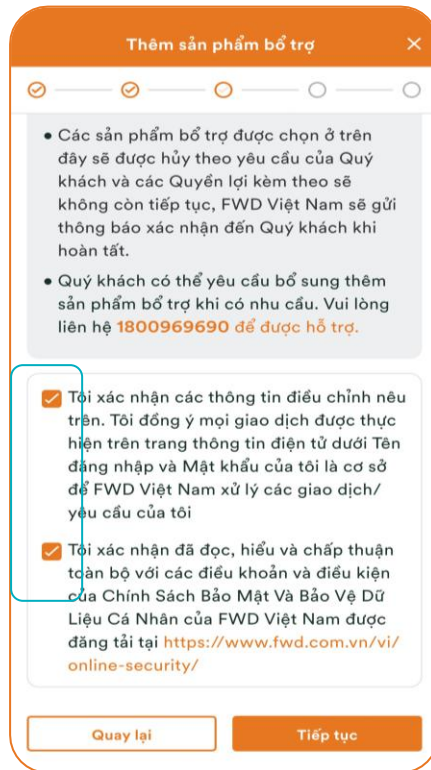 Thêm sản phẩm bổ trợ
• Các sản phẩm bổ trợ được chọn ở trên
đây sẽ được hủy theo yêu cầu của Quý
khách và các Quyền lợi kèm theo sẽ
không còn tiếp tục, FWD Việt Nam sẽ gửi
thông báo xác nhận đến Quý khách khi
hoàn tất.
• Quý khách có thể yêu cầu bổ sung thêm
sản phẩm bổ trợ khi có nhu cầu. Vui lòng
liên hệ 1800969690 để được hỗ trợ.
Tôi xác nhận các thông tin điều chỉnh nêu
trên. Tôi đồng ý mọi giao dịch được thực
hiện trên trang thông tin điện tử dưới Tên
đăng nhập và Mật khẩu của tôi là cơ sở
để FWD Việt Nam xử lý các giao dịch/
yêu cầu của tôi
Tôi xác nhận đã đọc, hiểu và chấp thuận
toàn bộ với các điều khoản và điều kiện
của Chính Sách Bảo Mật Và Bảo Vệ Dữ
Liệu Cá Nhân của FWD Việt Nam được
đăng tải tại https://www.fwd.com.vn/vi/
online-security/
Quay lại
Tiếp tục